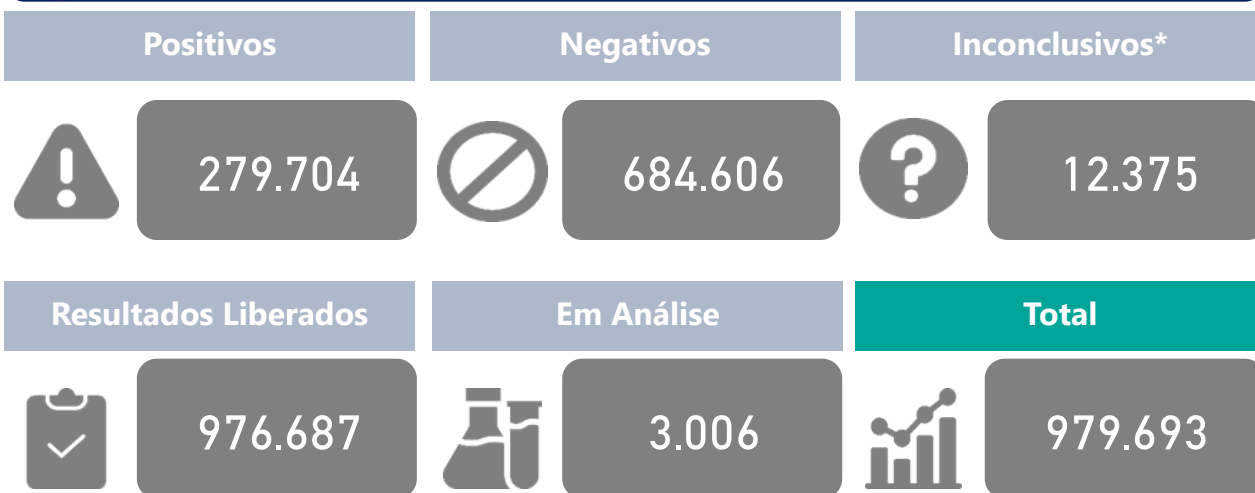 Positivos
Negativos
Inconclusivos*
279.704
684.606
12.375
Resultados Liberados
Em Análise
Total
976.687
3.006
979.693